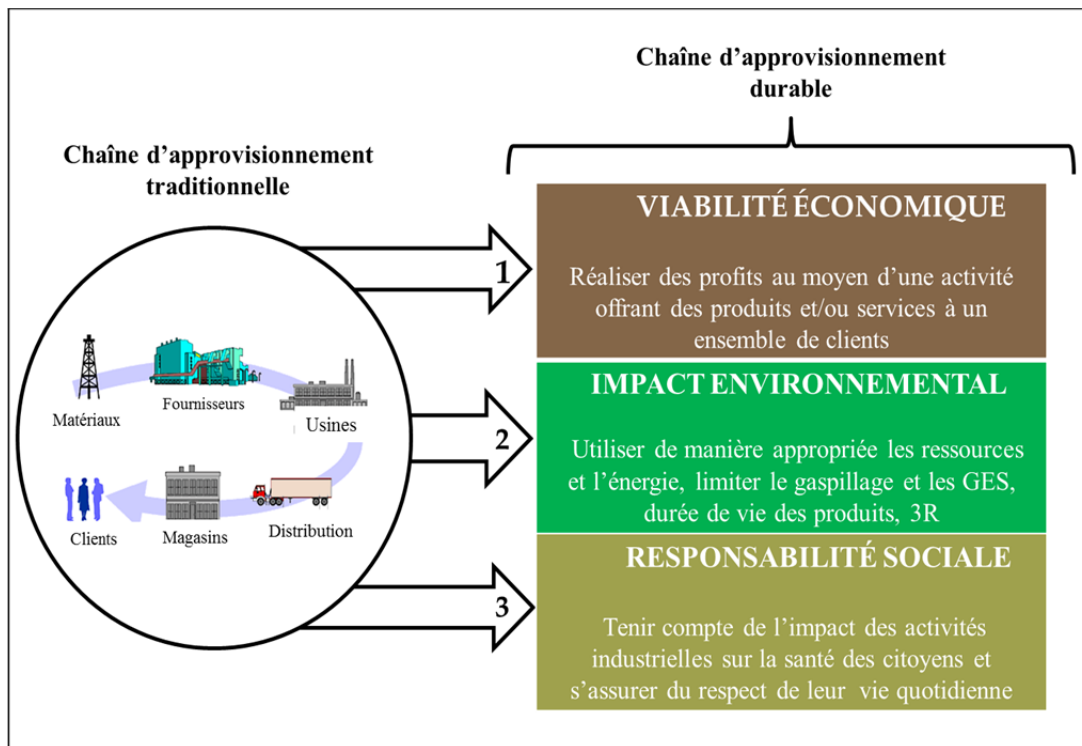 Chaîne d’approvisionnement
durable
Chaîne d’approvisionnement
traditionnelle
Matériaux
Fournisseurs
Usines
Clients
Magasins
Distribution
1
VIABILITÉ ÉCONOMIQUE
Réaliser des profits au moyen d’une activité
offrant des produits et/ou services à un
ensemble de clients
2
IMPACT ENVIRONNEMENTAL
Utiliser de manière appropriée les ressources
et l’énergie, limiter le gaspillage et les GES,
durée de vie des produits, 3R
3
RESPONSABILITÉ SOCIALE
Tenir compte de l’impact des activités
industrielles sur la santé des citoyens et
s’assurer du respect de leur vie quotidienne